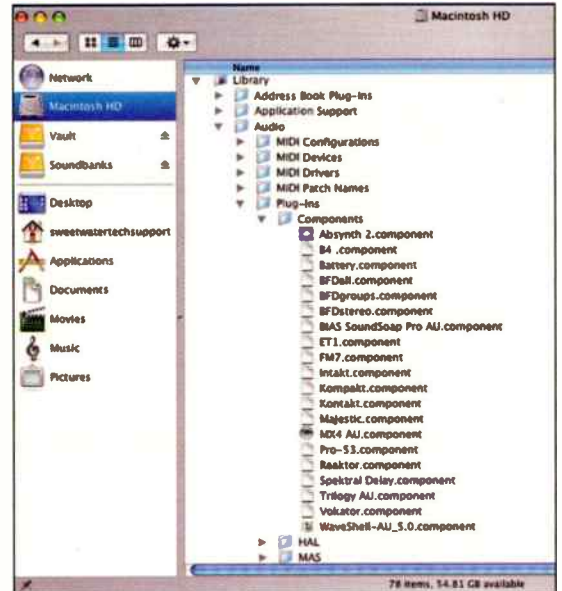 Macintosh HD
Network
Macintosh HD
Vault
Soundbanks
Desktop
sweetwatertechsupport
Applications
Documents
Movies
Music
Pictures
Name
Library
Address Book Plug-Ins
Application Support
Audio
MIDI Configurations
MIDI Devices
MIDI Drivers
MIDI Patch Names
Plug-Ins
Components
Absynth 2.component
B4 .component
Battery.component
BFDall.component
BFDgroups.component
BFDstereo.component
BIAS SoundSoap Pro AU.component
ET1.component
FM7.component
Intakt.component
Kompakt.component
Kontakt.component
Majestic.component
MX4 AU.component
Pro-53.component
Reaktor.component
Spektral Delay.component
Trilogy AU.component
Vokator.component
WaveShell-AU_5.0.component
HAL
MAS
78 items, 54.81 GB available